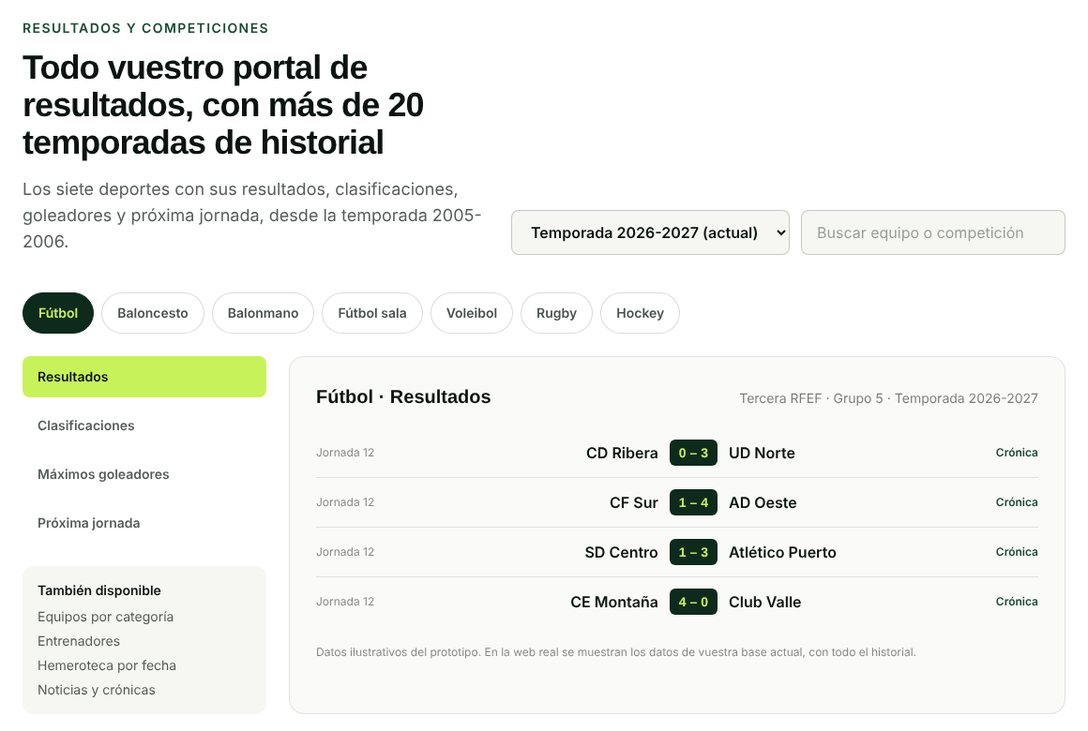 RESULTADOS Y COMPETICIONES
Todo vuestro portal de
resultados, con más de 20
temporadas de historial
Los siete deportes con sus resultados, clasificaciones,
goleadores y próxima jornada, desde la temporada 2005-
2006.
Temporada 2026-2027 (actual)
Buscar equipo o competición
Fútbol
Baloncesto
Balonmano
Fútbol sala
Voleibol
Rugby
Hockey
Resultados
Clasificaciones
Máximos goleadores
Próxima jornada
También disponible
Equipos por categoría
Entrenadores
Hemeroteca por fecha
Noticias y crónicas
Fútbol · Resultados
Tercera RFEF · Grupo 5 · Temporada 2026-2027
Jornada 12 CD Ribera 0 – 3 UD Norte Crónica
Jornada 12 CF Sur 1 – 4 AD Oeste Crónica
Jornada 12 SD Centro 1 – 3 Atlético Puerto Crónica
Jornada 12 CE Montaña 4 – 0 Club Valle Crónica
Datos ilustrativos del prototipo. En la web real se muestran los datos de vuestra base actual, con todo el historial.